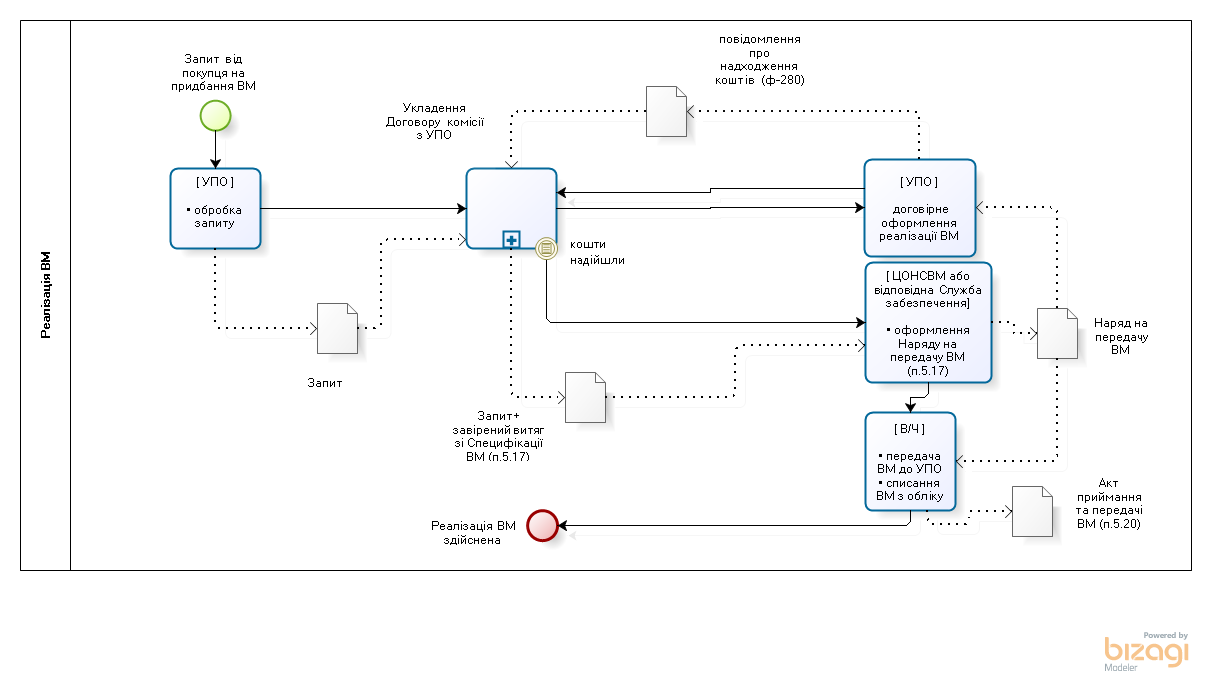 Реалізація ВМ
Запит від
покупця на
придбання ВМ
[ УПО ]
• обробка
запиту
Запит
Укладення
Договору комісії
з УПО
кошти
надійшли
повідомлення
про
надходження
коштів (ф-280)
[ УПО ]
договірне
оформлення
реалізації ВМ
[ ЦОНСВМ або
відповідна Служба
забезпечення]
• оформлення
Наряду на
передачу ВМ
(п.5.17)
Наряд на
передачу
ВМ
Запит+
завірений витяг
зі Специфікації
ВМ (п.5.17)
[ В/Ч ]
• передача
ВМ до УПО
• списання
ВМ з обліку
Акт
приймання
та передачі
ВМ (п.5.20)
Реалізація ВМ
здійснена
Powered by
bizagi
Modeler